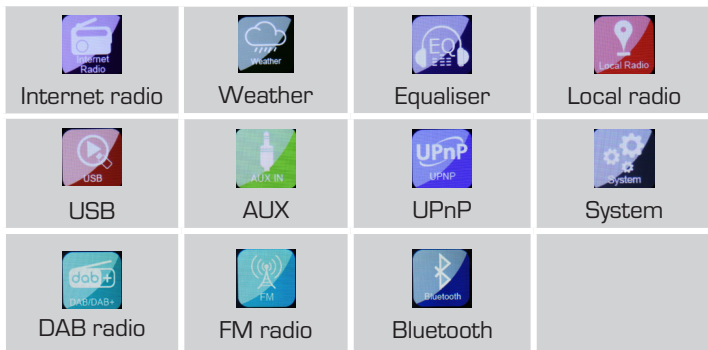 Internet
Radio
Internet radio
Weather
Weather
EQ
Equaliser
Local Radio
Local radio
USB
USB
AUX IN
AUX
UPnP
UPNP
UPnP
System
System
dab+
DAB/DAB+
DAB radio
FM
FM radio
Bluetooth
Bluetooth